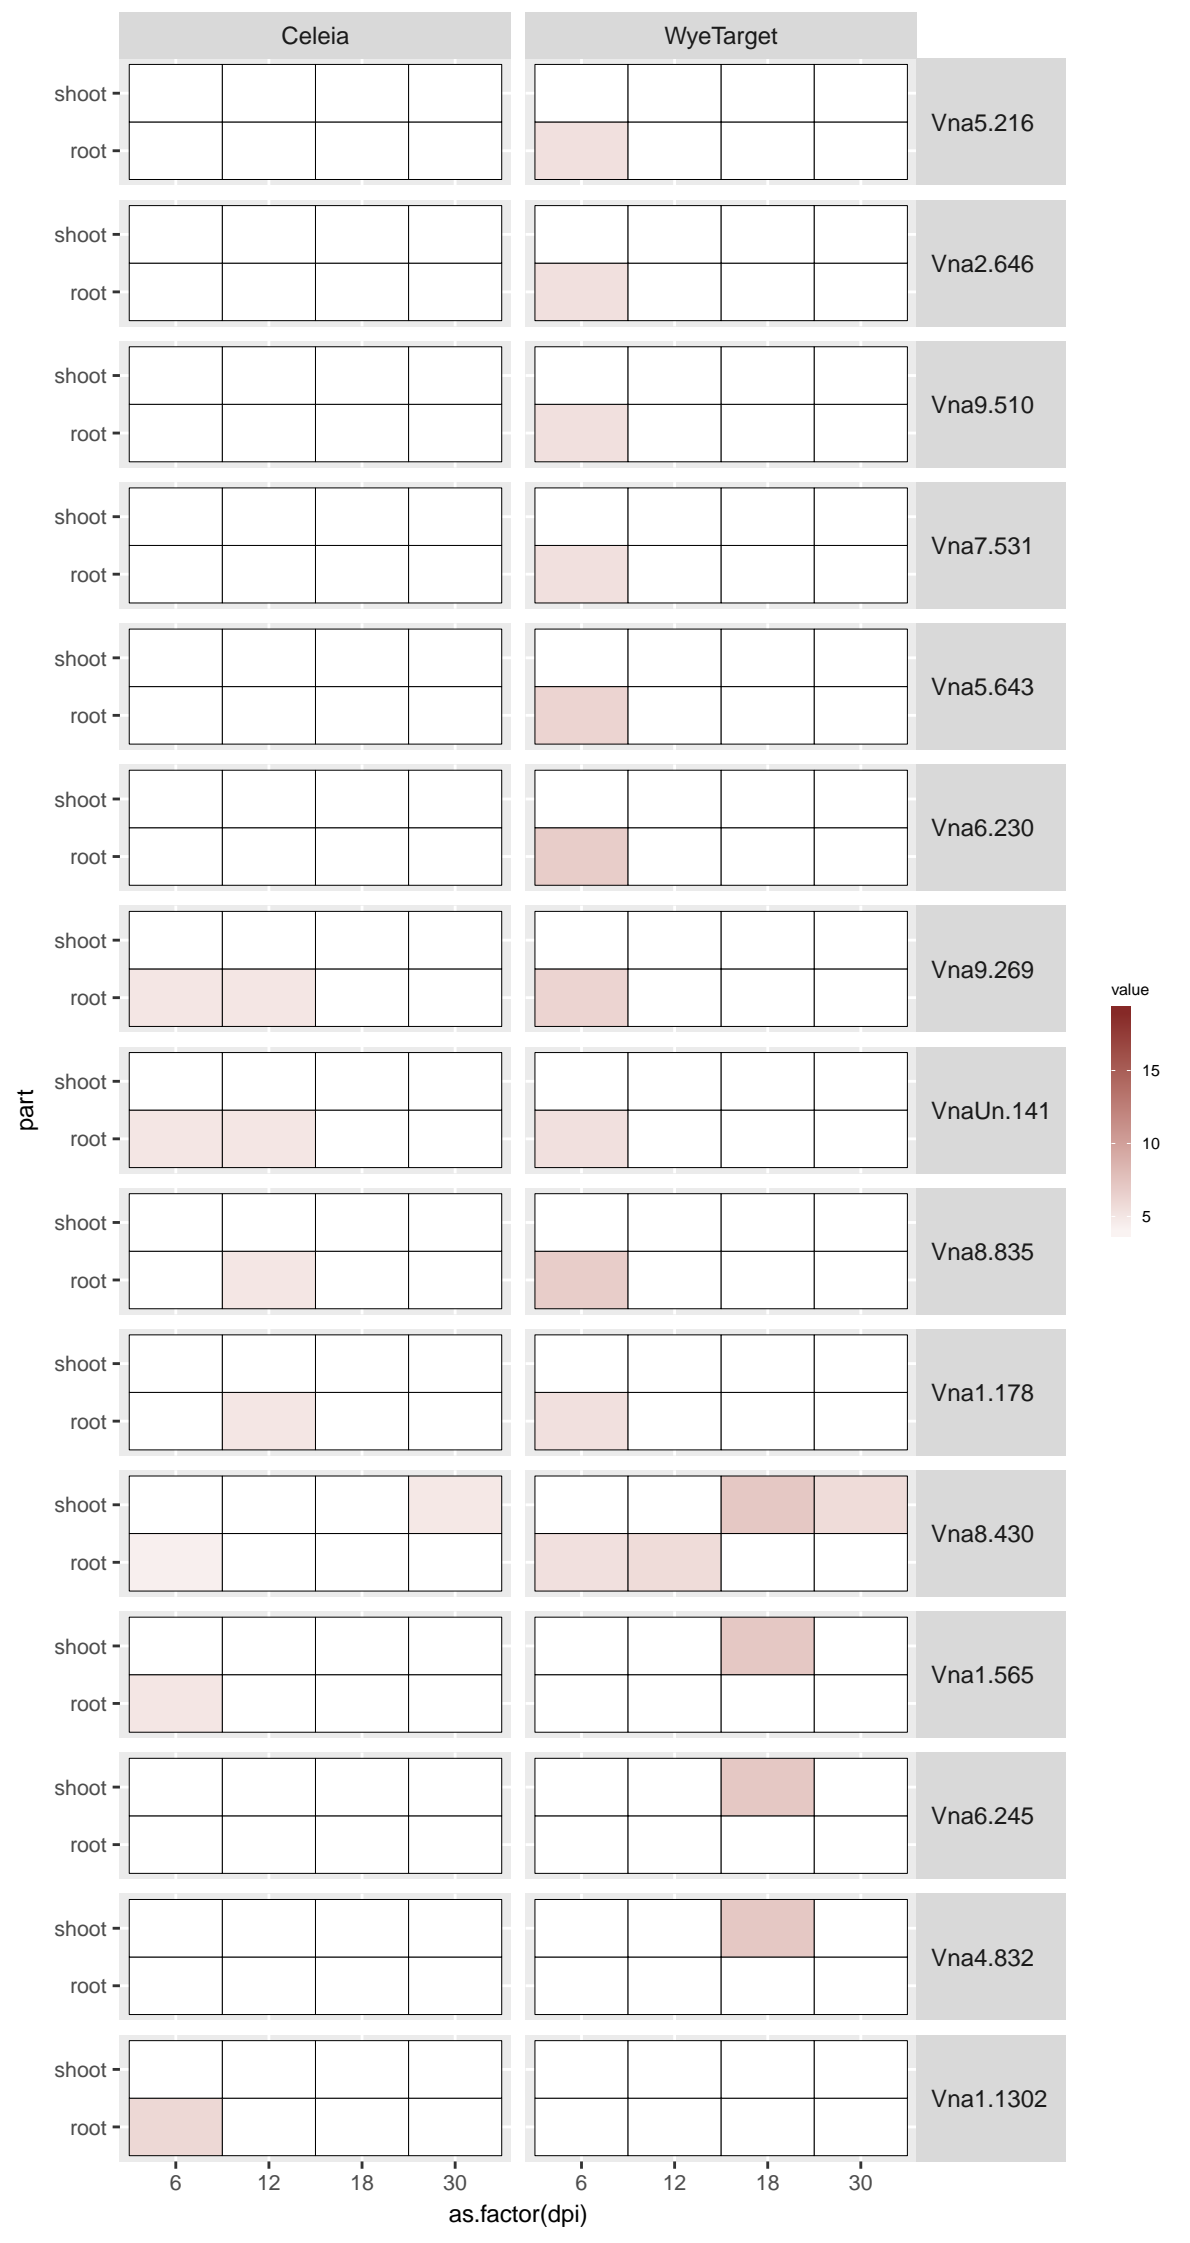 Celeia WyeTarget
shoot
root
Vna5.216
shoot
root
Vna2.646
shoot
root
Vna9.510
shoot
root
Vna7.531
shoot
root
Vna5.643
shoot
root
Vna6.230
shoot
root
Vna9.269
shoot
root
VnaUn.141
shoot
root
Vna8.835
shoot
root
Vna1.178
shoot
root
Vna8.430
shoot
root
Vna1.565
shoot
root
Vna6.245
shoot
root
Vna4.832
shoot
root
Vna1.1302
6 12 18 30 6 12 18 30
as.factor(dpi)
part
value
15
10
5